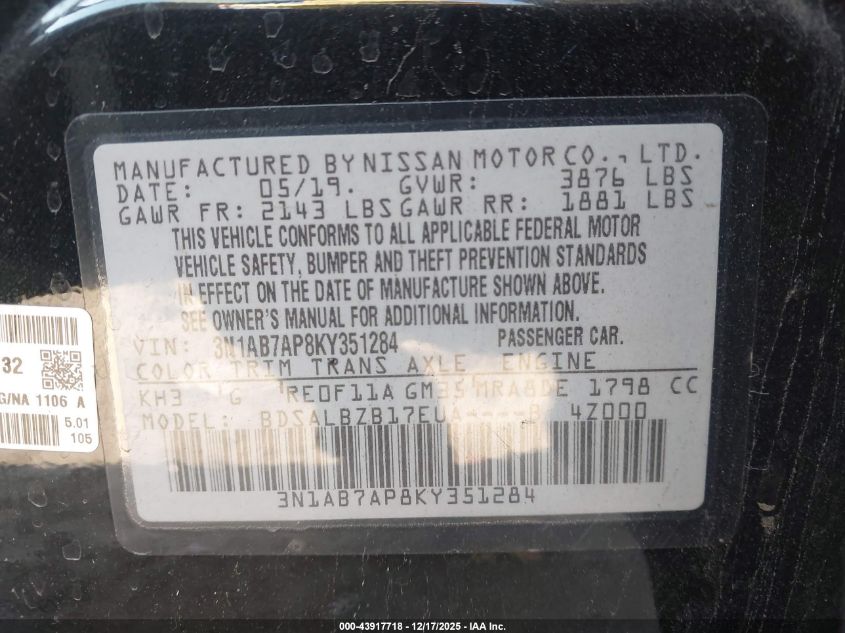 MANUFACTURED BY NISSAN MOTOR CO., LTD.
DATE: 05/19. GVWR: 3876 LBS
GAWR FR: 2143 LBS GAWR RR: 1881 LBS
THIS VEHICLE CONFORMS TO ALL APPLICABLE FEDERAL MOTOR
VEHICLE SAFETY, BUMPER AND THEFT PREVENTION STANDARDS
IN EFFECT ON THE DATE OF MANUFACTURE SHOWN ABOVE.
SEE OWNER'S MANUAL FOR ADDITIONAL INFORMATION.
VIN: 3N1AB7AP8KY351284 PASSENGER CAR.
COLOR TRIM TRANS AXLE ENGINE
KH3 G RE0F11A GM35 MRA8DE 1798 CC
MODEL: BDSALBZB17EUA----B 4Z000
3N1AB7AP8KY351284
32
G/NA 1106 A
5.01
105
000-43917718 - 12/17/2025 - IAA Inc.